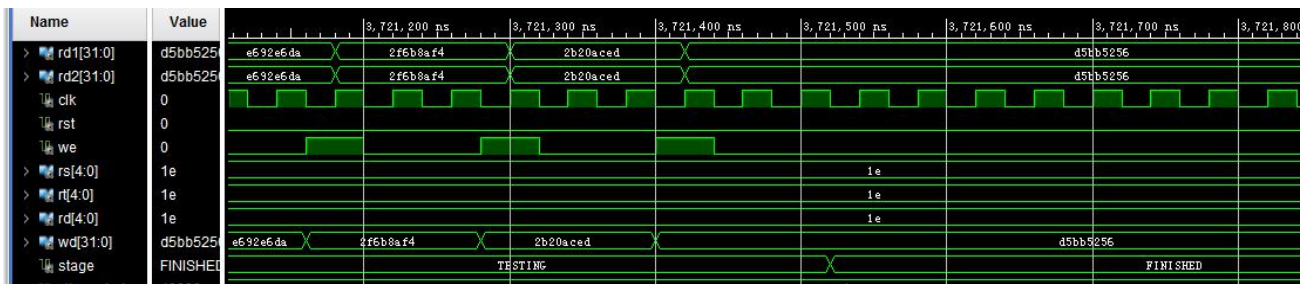 Name Value 3,721,200 ns 3,721,300 ns 3,721,400 ns 3,721,500 ns 3,721,600 ns 3,721,700 ns 3,721,800
rd1[31:0] d5bb525 e692e6da 2f6b8af4 2b20aced d5bb5256
rd2[31:0] d5bb525 e692e6da 2f6b8af4 2b20aced d5bb5256
clk 0
rst 0
we 0
rs[4:0] 1e 1e
rt[4:0] 1e 1e
rd[4:0] 1e 1e
wd[31:0] d5bb525 e692e6da 2f6b8af4 2b20aced d5bb5256
stage FINISHED TESTING FINISHED